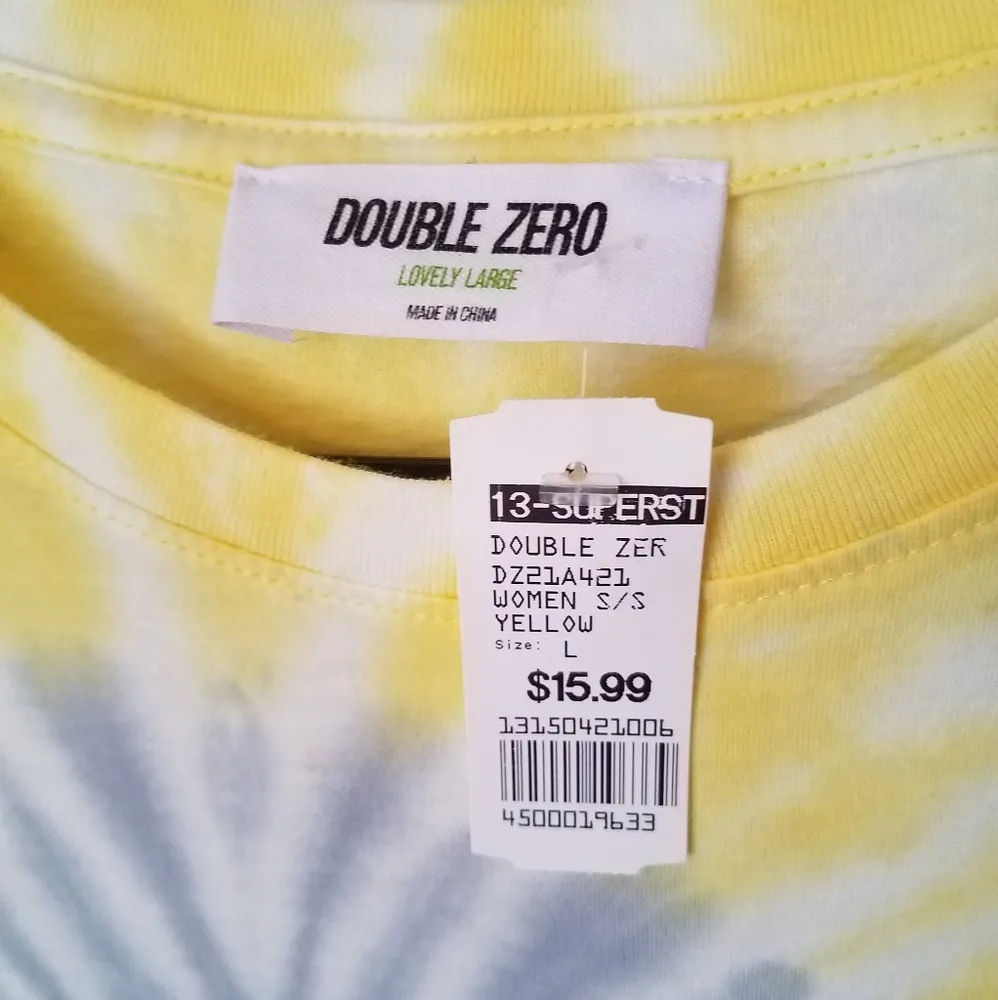 DOUBLE ZERO
LOVELY LARGE
MADE IN CHINA
13-SUPERST
DOUBLE ZER
DZ21A421
WOMEN S/S
YELLOW
Size: L
$15.99
13150421006
4500019633